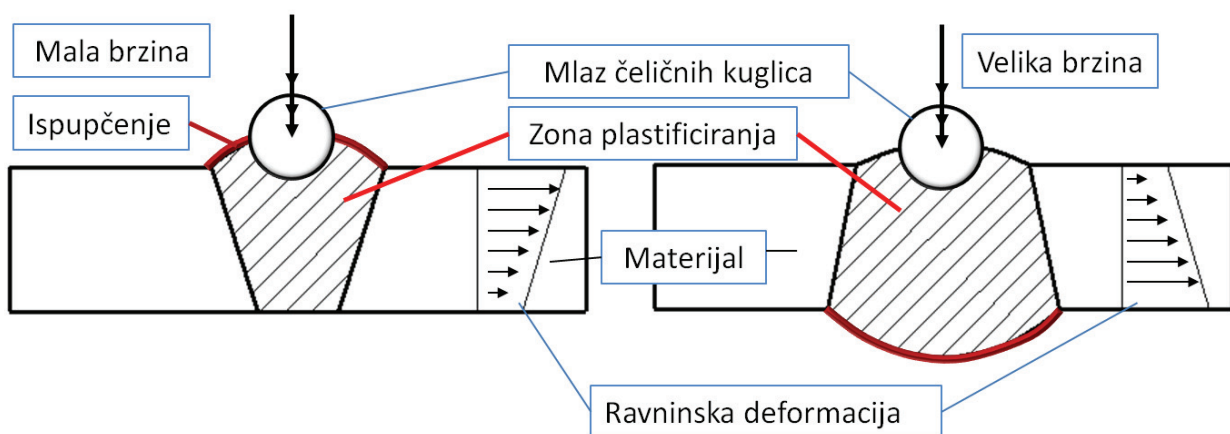 Mala brzina
Mlaz čeličnih kuglica
Velika brzina
Ispupčenje
Zona plastificiranja
Materijal
Ravninska deformacija